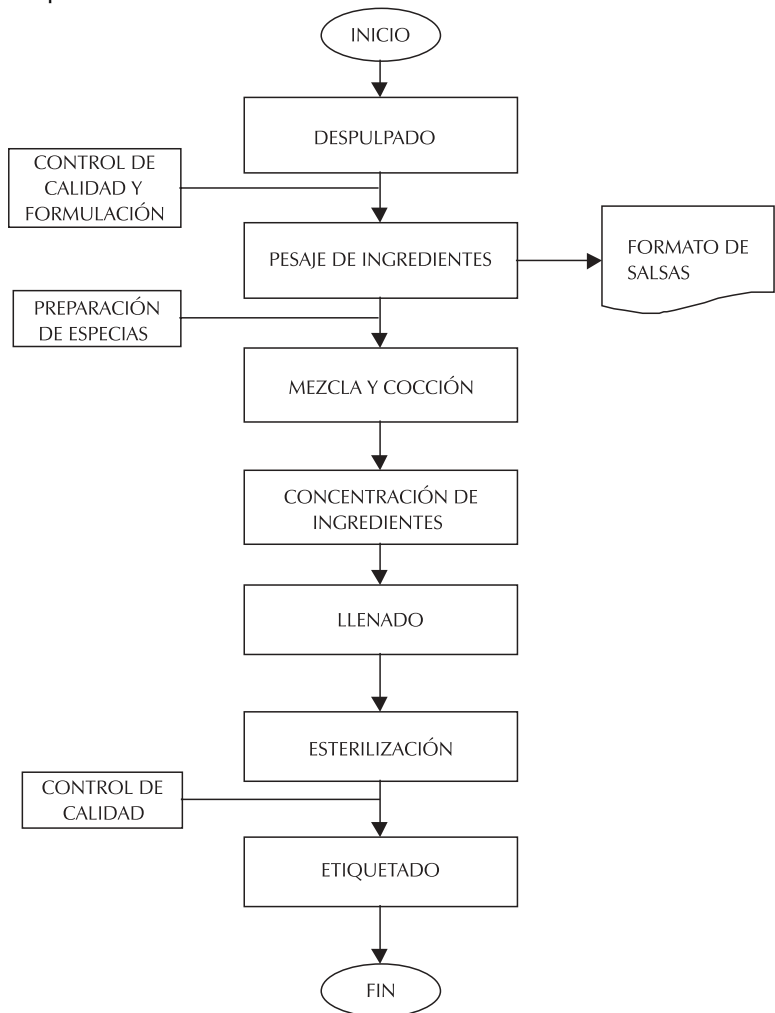 INICIO
DESPULPADO
CONTROL DE
CALIDAD Y
FORMULACIÓN
PESAJE DE INGREDIENTES
FORMATO DE
SALSAS
PREPARACIÓN
DE ESPECIAS
MEZCLA Y COCCIÓN
CONCENTRACIÓN DE
INGREDIENTES
LLENADO
ESTERILIZACIÓN
CONTROL DE
CALIDAD
ETIQUETADO
FIN